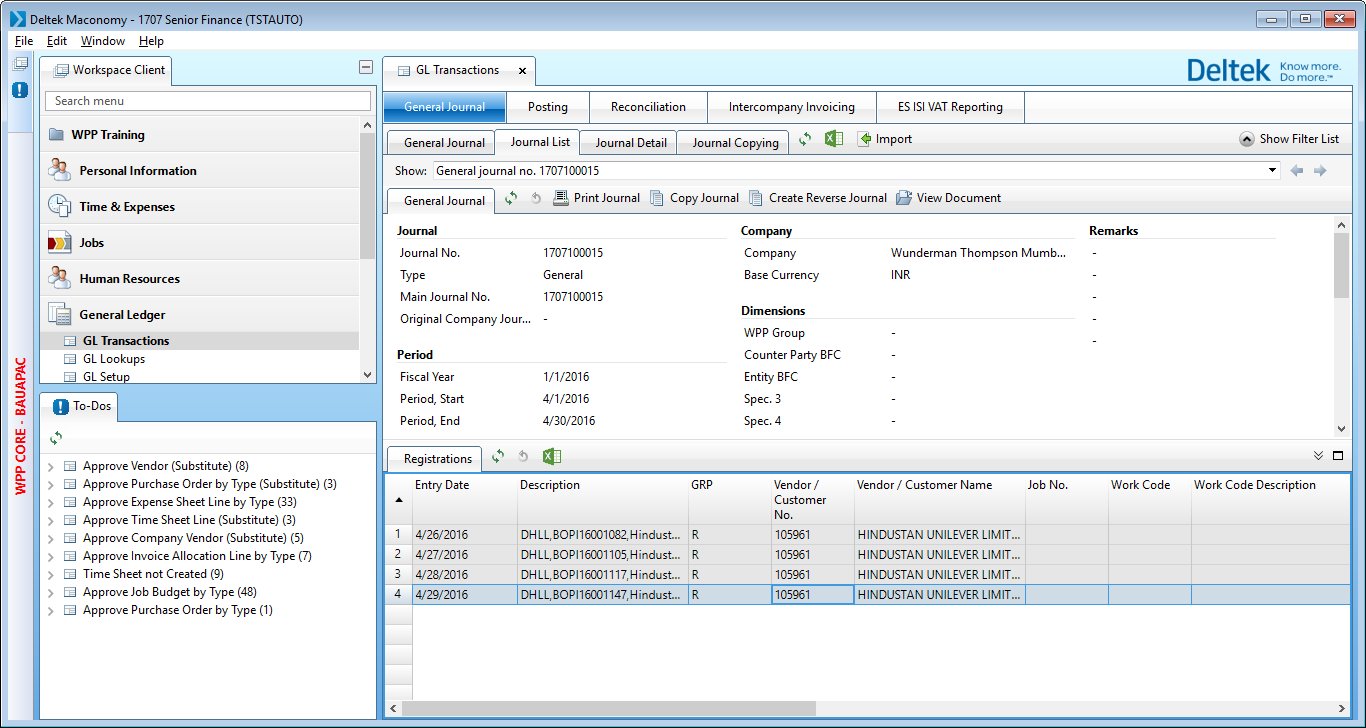 Deltek Maconomy - 1707 Senior Finance (TSTAUTO)
File Edit Window Help
WPP CORE - BAUAPAC
Workspace Client
Search menu
WPP Training
Personal Information
Time & Expenses
Jobs
Human Resources
General Ledger
GL Transactions
GL Lookups
GL Setup
To-Dos
Approve Vendor (Substitute) (8)
Approve Purchase Order by Type (Substitute) (3)
Approve Expense Sheet Line by Type (33)
Approve Time Sheet Line (Substitute) (3)
Approve Company Vendor (Substitute) (5)
Approve Invoice Allocation Line by Type (7)
Time Sheet not Created (9)
Approve Job Budget by Type (48)
Approve Purchase Order by Type (1)
GL Transactions
Deltek Know more. Do more.™
General Journal Posting Reconciliation Intercompany Invoicing ES ISI VAT Reporting
General Journal Journal List Journal Detail Journal Copying Import Show Filter List
Show: General journal no. 1707100015
General Journal Print Journal Copy Journal Create Reverse Journal View Document
Journal
Journal No. 1707100015
Type General
Main Journal No. 1707100015
Original Company Jour... -
Period
Fiscal Year 1/1/2016
Period, Start 4/1/2016
Period, End 4/30/2016
Company
Company Wunderman Thompson Mumb...
Base Currency INR
Dimensions
WPP Group -
Counter Party BFC -
Entity BFC -
Spec. 3 -
Spec. 4 -
Remarks
-
-
-
-
-
Registrations
Entry Date Description GRP Vendor / Customer No. Vendor / Customer Name Job No. Work Code Work Code Description
1 4/26/2016 DHLL,BOPI16001082,Hindust... R 105961 HINDUSTAN UNILEVER LIMIT...
2 4/27/2016 DHLL,BOPI16001105,Hindust... R 105961 HINDUSTAN UNILEVER LIMIT...
3 4/28/2016 DHLL,BOPI16001117,Hindust... R 105961 HINDUSTAN UNILEVER LIMIT...
4 4/29/2016 DHLL,BOPI16001147,Hindust... R 105961 HINDUSTAN UNILEVER LIMIT...